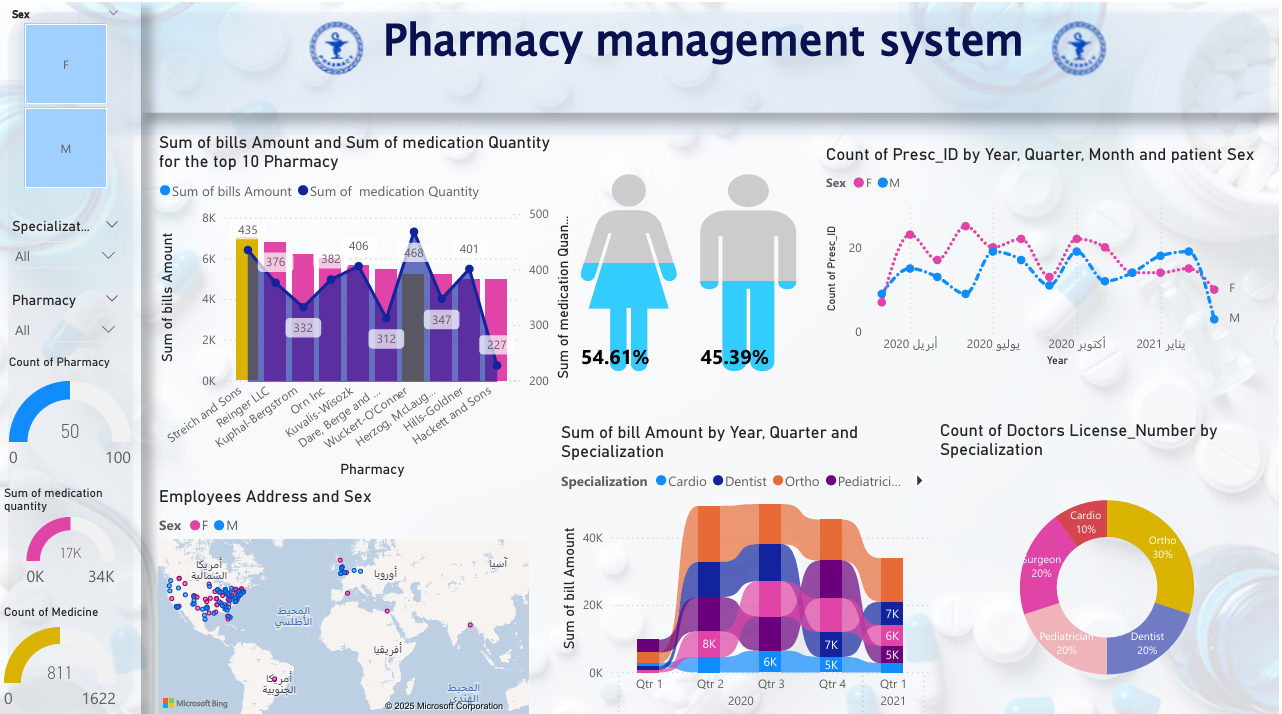 Sex
F
M
Specializat...
All
Pharmacy
All
Count of Pharmacy
50
0
100
Sum of medication
quantity
17K
0K
34K
Count of Medicine
811
0
1622
Pharmacy management system
Sum of bills Amount and Sum of medication Quantity
for the top 10 Pharmacy
Sum of bills Amount
Sum of medication Quantity
8K
6K
4K
2K
0K
Sum of bills Amount
435
376
332
382
406
312
468
347
401
227
500
400
300
200
Sum of medication Quan...
Streich and Sons
Reinger LLC
Kuphal-Bergstrom
Orn Inc
Kuvalis-Wisozk
Dare, Berge and ...
Wuckert-O'Conner
Herzog, McLaug...
Hills-Goldner
Hackett and Sons
Pharmacy
54.61%
45.39%
Count of Presc_ID by Year, Quarter, Month and patient Sex
Sex F M
Count of Presc_ID
20
0
F
M
أبريل 2020
يوليو 2020
أكتوبر 2020
يناير 2021
Year
Employees Address and Sex
Sex F M
أمريكا
الشمالية
أوروبا
آسيا
المحيط
الأطلسي
أفريقيا
أمريكا
الجنوبية
المحيط
الهندي
Microsoft Bing
© 2025 Microsoft Corporation
Sum of bill Amount by Year, Quarter and
Specialization
Specialization Cardio Dentist Ortho Pediatrici...
Sum of bill Amount
40K
20K
0K
8K
6K
7K
5K
7K
6K
5K
Qtr 1
Qtr 2
Qtr 3
Qtr 4
Qtr 1
2020
2021
Count of Doctors License_Number by
Specialization
Cardio
10%
Ortho
30%
Surgeon
20%
Pediatrician
20%
Dentist
20%